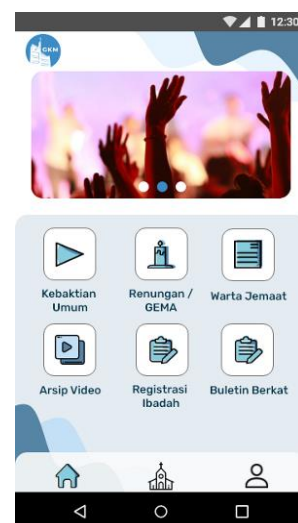 12:30
GKM
Kebaktian
Umum
Renungan /
GEMA
Warta Jemaat
Arsip Video
Registrasi
Ibadah
Buletin Berkat